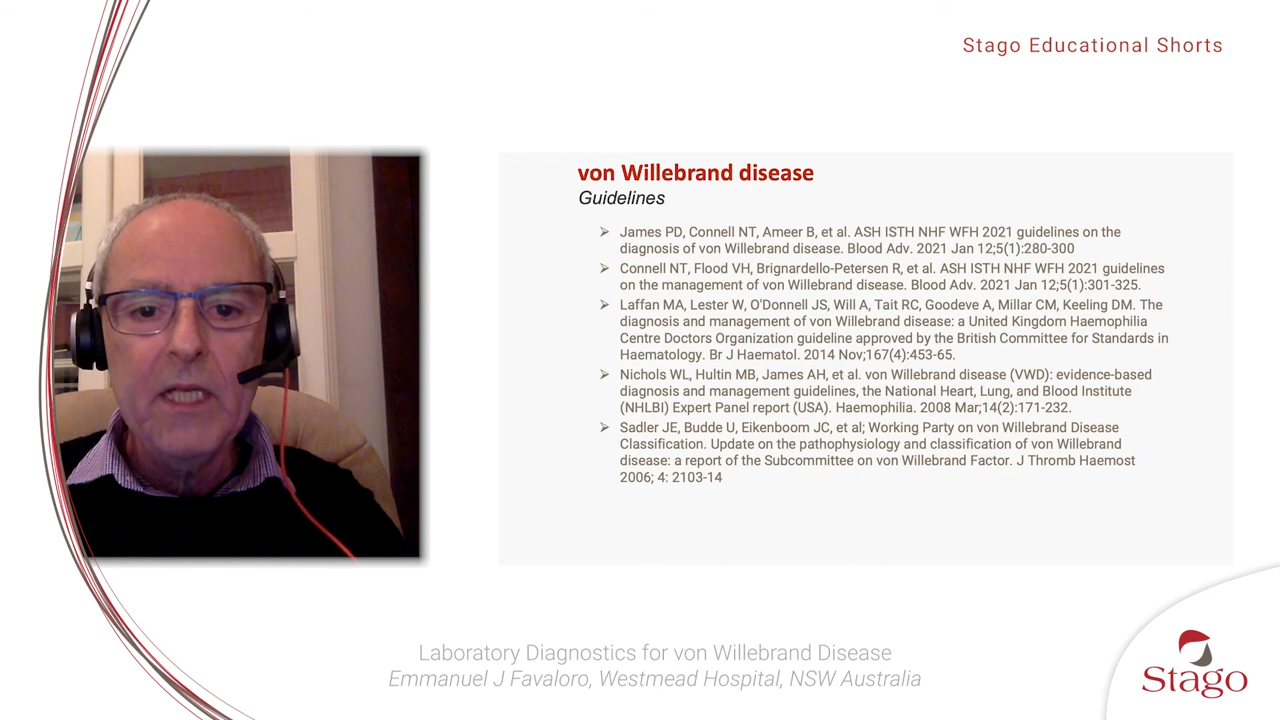 Stago Educational Shorts
von Willebrand disease
Guidelines
James PD, Connell NT, Ameer B, et al. ASH ISTH NHF WFH 2021 guidelines on the
diagnosis of von Willebrand disease. Blood Adv. 2021 Jan 12;5(1):280-300
Connell NT, Flood VH, Brignardello-Petersen R, et al. ASH ISTH NHF WFH 2021 guidelines
on the management of von Willebrand disease. Blood Adv. 2021 Jan 12;5(1):301-325.
Laffan MA, Lester W, O'Donnell JS, Will A, Tait RC, Goodeve A, Millar CM, Keeling DM. The
diagnosis and management of von Willebrand disease: a United Kingdom Haemophilia
Centre Doctors Organization guideline approved by the British Committee for Standards in
Haematology. Br J Haematol. 2014 Nov;167(4):453-65.
Nichols WL, Hultin MB, James AH, et al. von Willebrand disease (VWD): evidence-based
diagnosis and management guidelines, the National Heart, Lung, and Blood Institute
(NHLBI) Expert Panel report (USA). Haemophilia. 2008 Mar;14(2):171-232.
Sadler JE, Budde U, Eikenboom JC, et al; Working Party on von Willebrand Disease
Classification. Update on the pathophysiology and classification of von Willebrand
disease: a report of the Subcommittee on von Willebrand Factor. J Thromb Haemost
2006; 4: 2103-14
Laboratory Diagnostics for von Willebrand Disease
Emmanuel J Favaloro, Westmead Hospital, NSW Australia
Stago